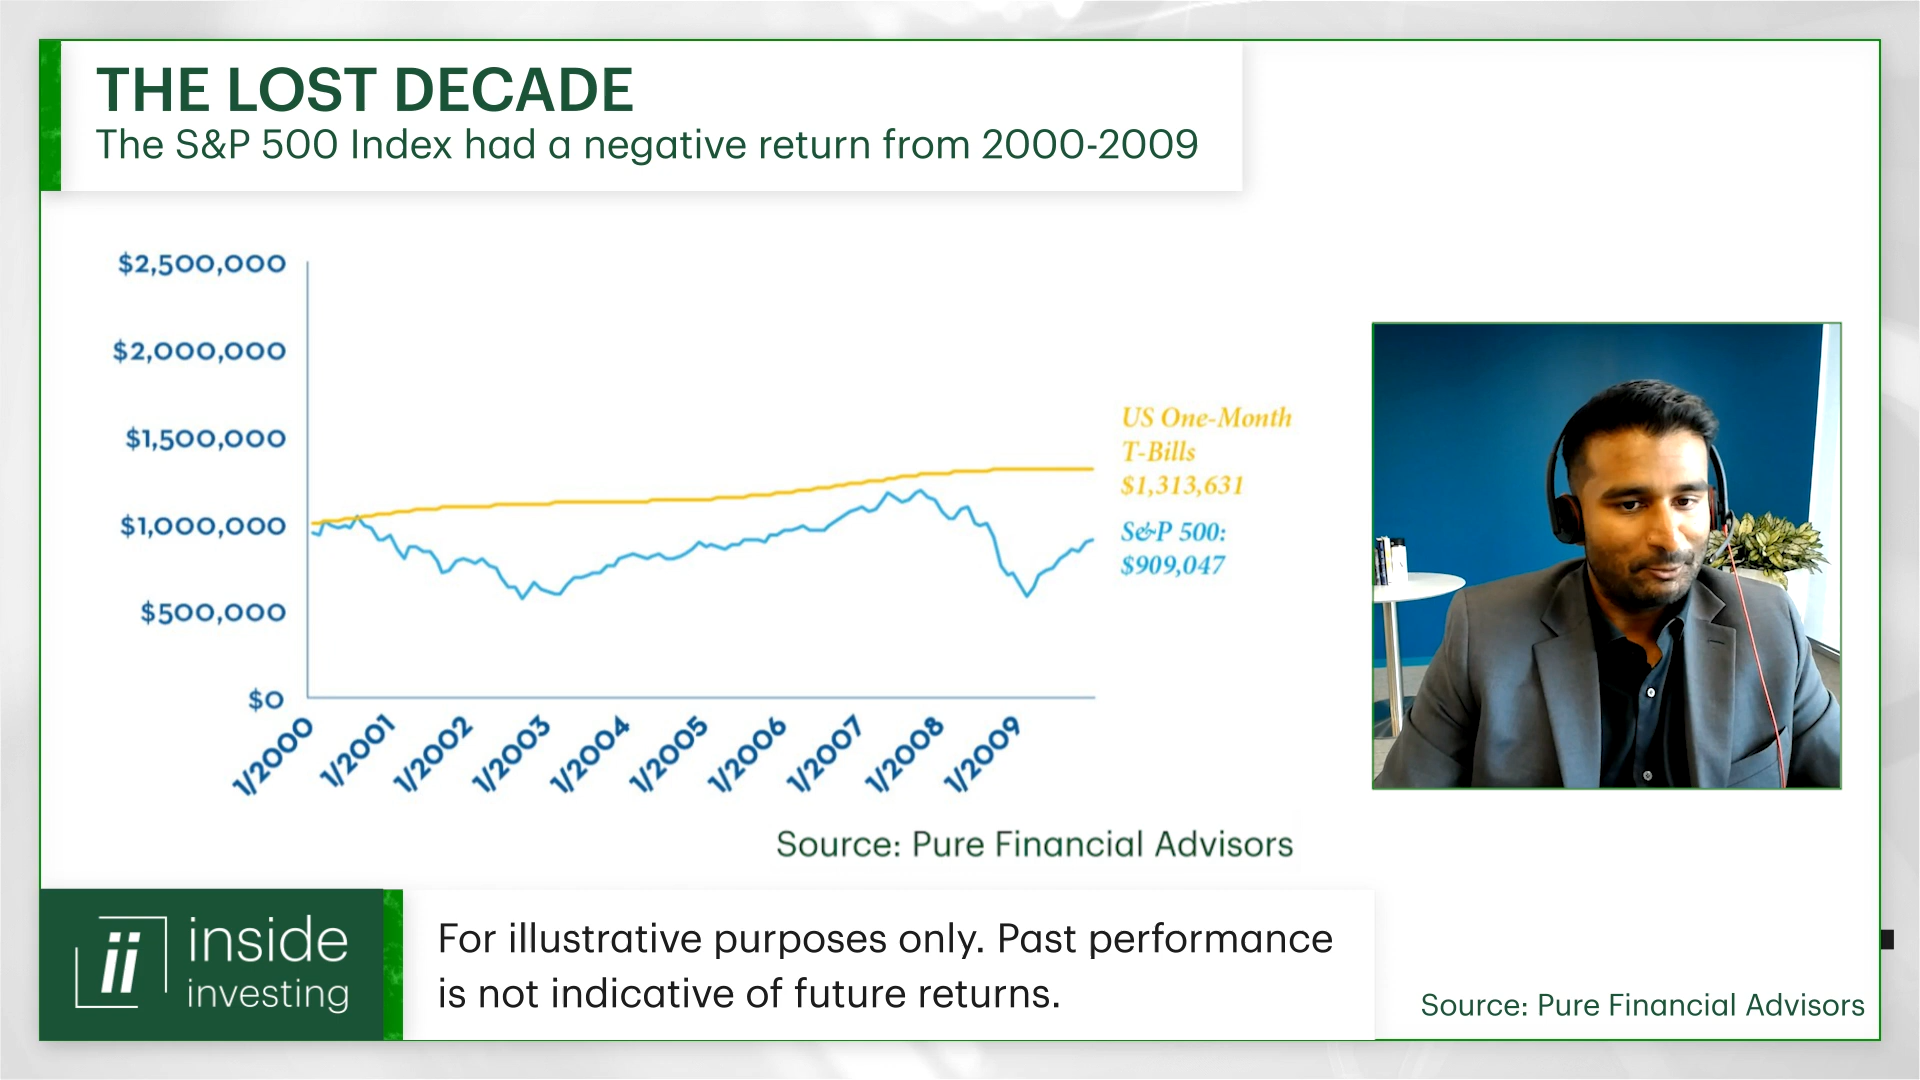 THE LOST DECADE
The S&P 500 Index had a negative return from 2000-2009
$2,500,000
$2,000,000
$1,500,000
$1,000,000
$500,000
$0
1/2000
1/2001
1/2002
1/2003
1/2004
1/2005
1/2006
1/2007
1/2008
1/2009
US One-Month
T-Bills
$1,313,631
S&P 500:
$909,047
Source: Pure Financial Advisors
ii
inside
investing
For illustrative purposes only. Past performance
is not indicative of future returns.
Source: Pure Financial Advisors